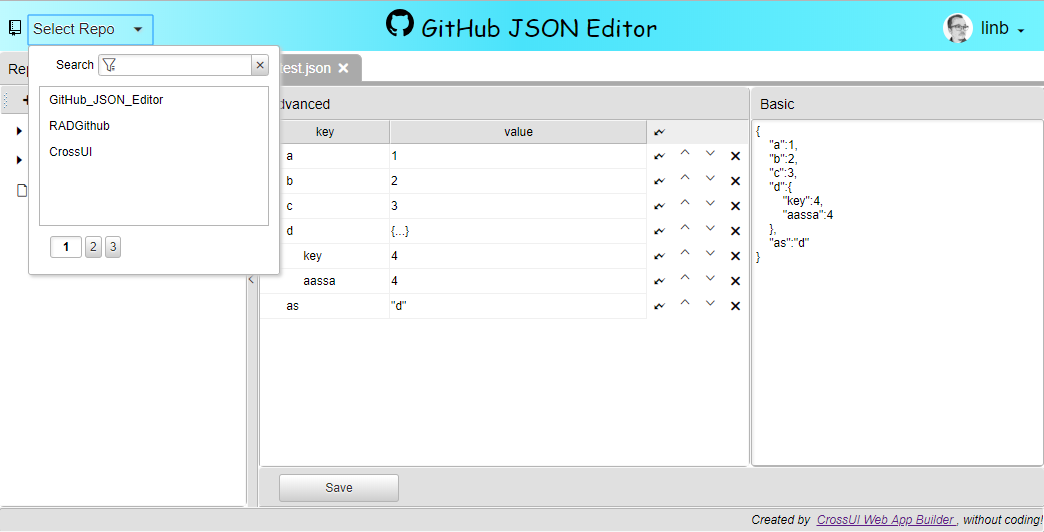 Select Repo
GitHub JSON Editor
linb
Search
GitHub_JSON_Editor
RADGithub
CrossUI
1 2 3
Rep
test.json
dvanced
key value
a 1
b 2
c 3
d {...}
key 4
aassa 4
as "d"
Save
Basic
{
"a":1,
"b":2,
"c":3,
"d":{
"key":4,
"aassa":4
},
"as":"d"
}
Created by CrossUI Web App Builder , without coding!